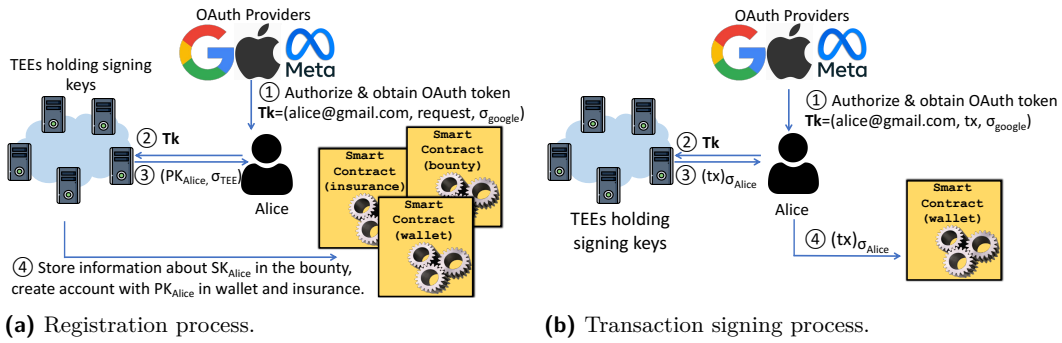 OAuth Providers
Meta
TEEs holding signing
keys
① Authorize & obtain OAuth token
Tk=(alice@gmail.com, request, σgoogle)
② Tk
③ (PKAlice, σTEE)
Alice
Smart
Contract
(bounty)
Smart
Contract
(insurance)
Smart
Contract
(wallet)
④ Store information about SKAlice in the bounty,
create account with PKAlice in wallet and insurance.
(a) Registration process.
OAuth Providers
Meta
① Authorize & obtain OAuth token
Tk=(alice@gmail.com, tx, σgoogle)
② Tk
③ (tx)σAlice
Alice
TEEs holding
signing keys
④ (tx)σAlice
Smart
Contract
(wallet)
(b) Transaction signing process.